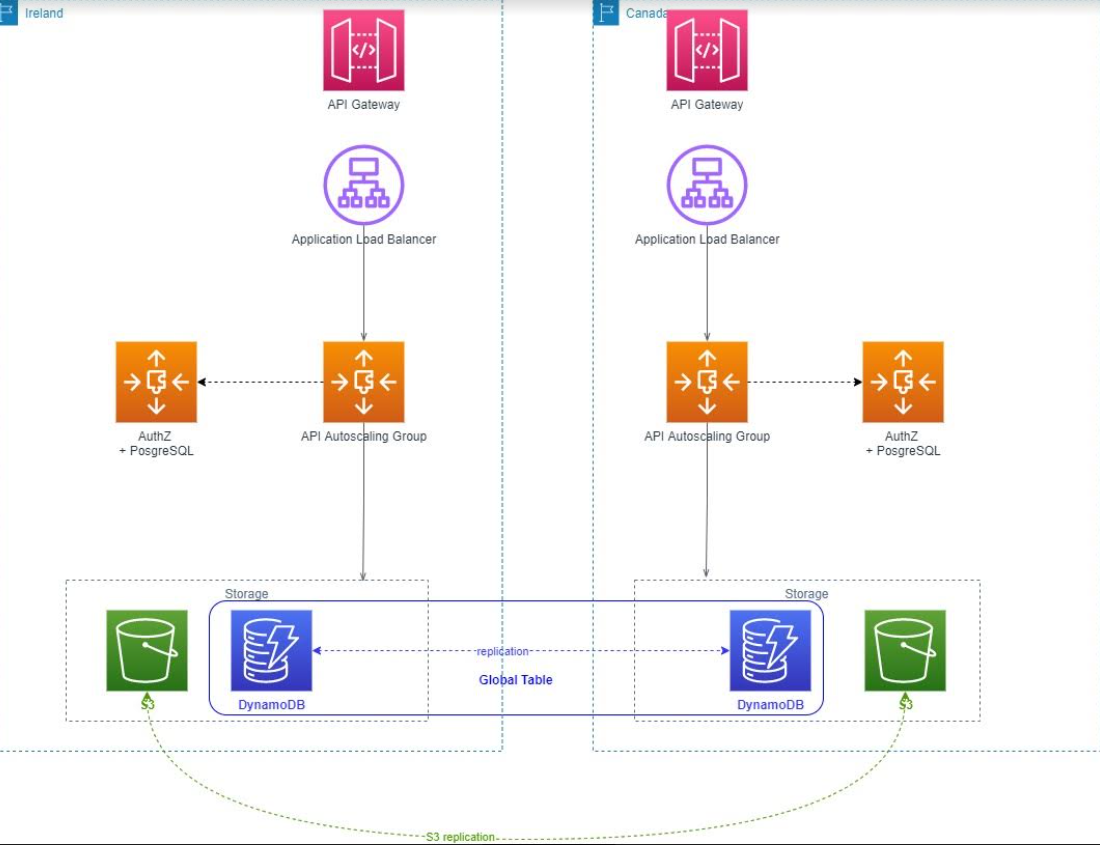 Ireland
Canada
API Gateway
API Gateway
Application Load Balancer
Application Load Balancer
AuthZ
+ PosgreSQL
API Autoscaling Group
API Autoscaling Group
AuthZ
+ PosgreSQL
Storage
Storage
replication
Global Table
S3
DynamoDB
DynamoDB
S3
S3 replication